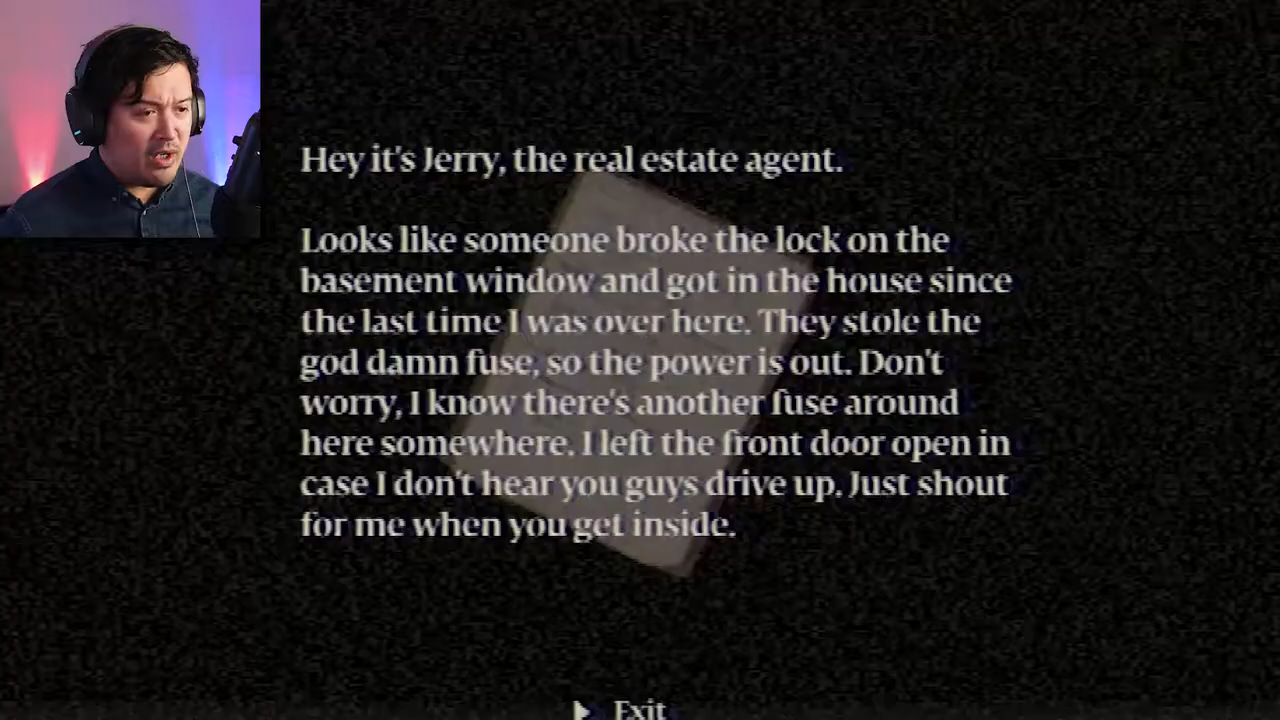 Hey it's Jerry, the real estate agent.
Looks like someone broke the lock on the
basement window and got in the house since
the last time I was over here. They stole the
god damn fuse, so the power is out. Don't
worry, I know there's another fuse around
here somewhere. I left the front door open in
case I don't hear you guys drive up. Just shout
for me when you get inside.
Exit